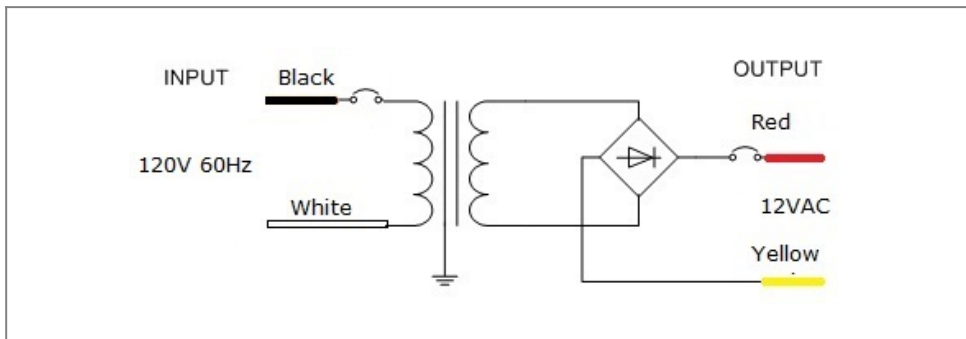 INPUT
Black
OUTPUT
Red
120V 60Hz
White
12VAC
Yellow